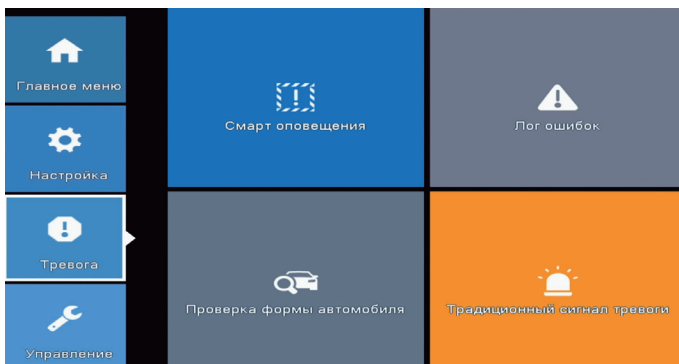 Главное меню
Настройка
Тревога
Управление
Смарт оповещения
Лог ошибок
Проверка формы автомобиля
Традиционный сигнал тревоги